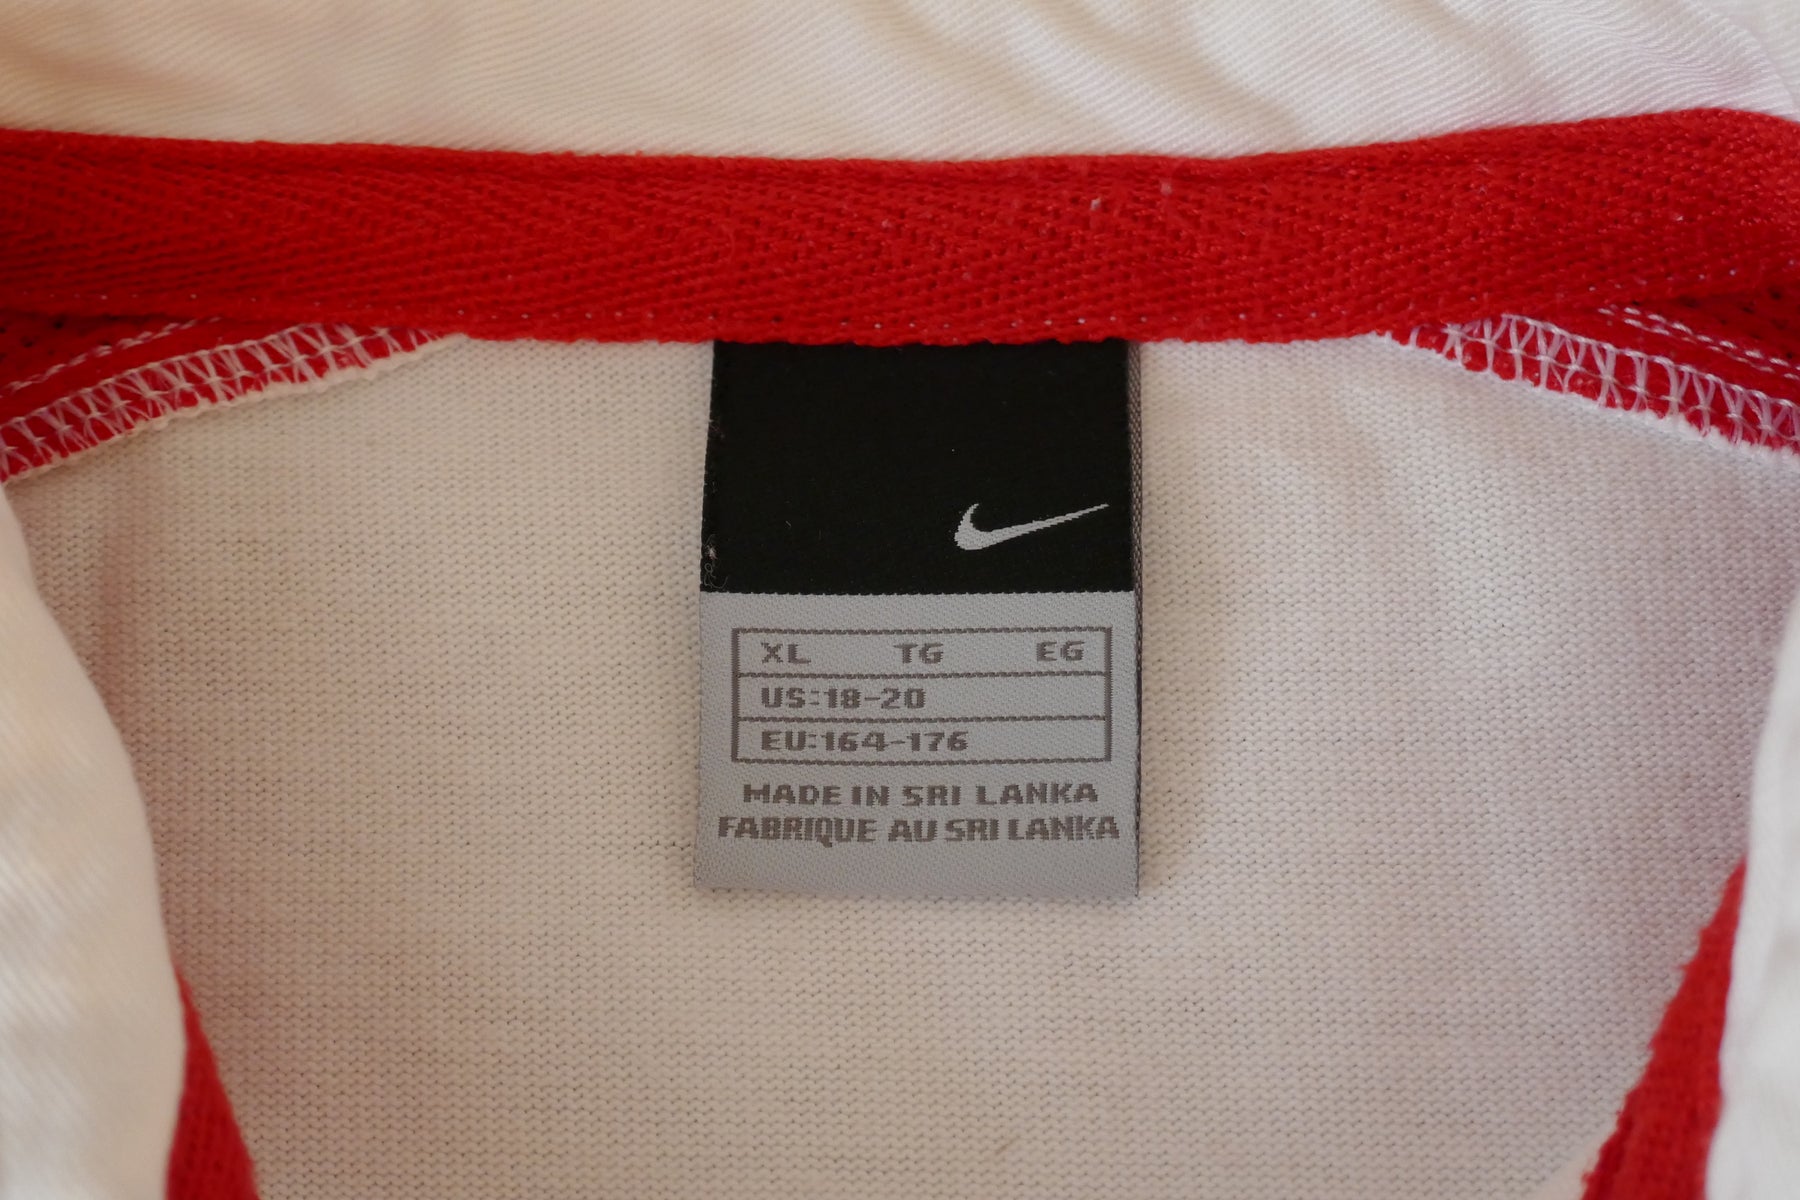 XL TG EG
US:18-20
EU:164-176
MADE IN SRI LANKA
FABRIQUE AU SRI LANKA